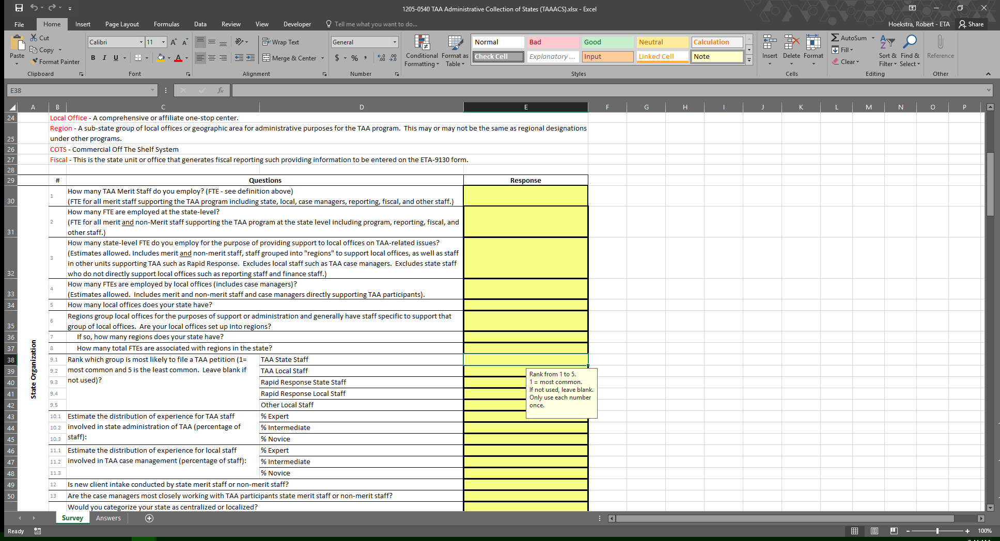 1205-0540 TAA Administrative Collection of States (TAAACS).xlsx - Excel
File Home Insert Page Layout Formulas Data Review View Developer Tell me what you want to do... Hoekstra, Robert - ETA Share
Paste
Cut
Copy
Format Painter
Clipboard
Calibri 11 A A
B I U A
Font
Wrap Text
Merge & Center
Alignment
General
$ % ,
Number
Conditional Formatting
Format as Table
Normal Bad Good Neutral Calculation
Check Cell Explanatory ... Input Linked Cell Note
Styles
Insert Delete Format
Cells
AutoSum
Fill
Clear
Sort & Filter
Find & Select
Editing
Reference
Other
E38 fx
A B C D E F G H I J K L M N O P
24 Local Office - A comprehensive or affiliate one-stop center.
Region - A sub-state group of local offices or geographic area for administrative purposes for the TAA program.  This may or may not be the same as regional designations
25 under other programs.
26 COTS - Commercial Off The Shelf System
27 Fiscal - This is the state unit or office that generates fiscal reporting such providing information to be entered on the ETA-9130 form.
28
29 # Questions Response
State Organization
1 How many TAA Merit Staff do you employ? (FTE - see definition above)
30 (FTE for all merit staff supporting the TAA program including state, local, case managers, reporting, fiscal, and other staff.)
How many FTE are employed at the state-level?
2 (FTE for all merit and non-Merit staff supporting the TAA program at the state level including program, reporting, fiscal, and
31 other staff.)
How many state-level FTE do you employ for the purpose of providing support to local offices on TAA-related issues?
3 (Estimates allowed. Includes merit and non-merit staff, staff grouped into "regions" to support local offices, as well as staff
in other units supporting TAA such as Rapid Response.  Excludes local staff such as TAA case managers.  Excludes state staff
32 who do not directly support local offices such as reporting staff and finance staff.)
4 How many FTEs are employed by local offices (includes case managers)?
33 (Estimates allowed.  Includes merit and non-merit staff and case managers directly supporting TAA participants).
34 5 How many local offices does your state have?
6 Regions group local offices for the purposes of support or administration and generally have staff specific to support that
35 group of local offices.  Are your local offices set up into regions?
36 7 If so, how many regions does your state have?
37 8 How many total FTEs are associated with regions in the state?
38 9.1 Rank which group is most likely to file a TAA petition (1= TAA State Staff
39 9.2 most common and 5 is the least common.  Leave blank if TAA Local Staff
40 9.3 not used)? Rapid Response State Staff
41 9.4 Rapid Response Local Staff
42 9.5 Other Local Staff
Rank from 1 to 5.
1 = most common.
If not used, leave blank.
Only use each number
once.
43 10.1 Estimate the distribution of experience for TAA staff % Expert
44 10.2 involved in state administration of TAA (percentage of % Intermediate
45 10.3 staff): % Novice
46 11.1 Estimate the distribution of experience for local staff % Expert
47 11.2 involved in TAA case management (percentage of staff): % Intermediate
48 11.3 % Novice
49 12 Is new client intake conducted by state merit staff or non-merit staff?
50 13 Are the case managers most closely working with TAA participants state merit staff or non-merit staff?
Would you categorize your state as centralized or localized?
Survey Answers
Ready 100%